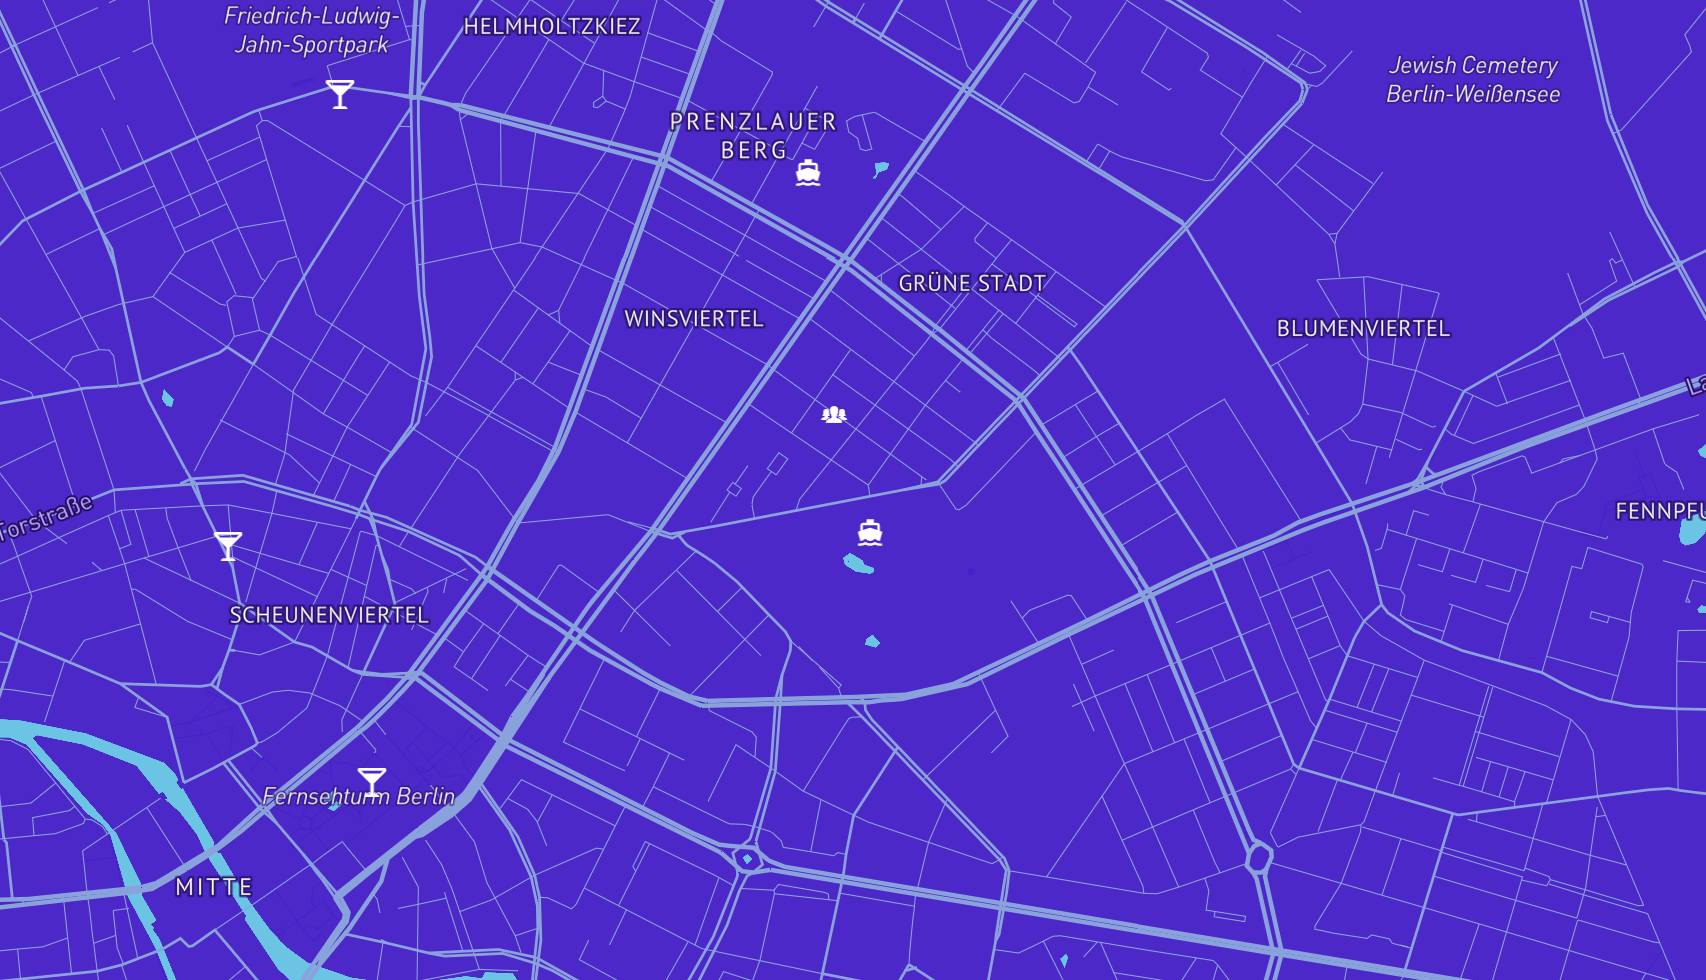 Friedrich-Ludwig-
Jahn-Sportpark
HELMHOLTZKIEZ
Jewish Cemetery
Berlin-Weißensee
PRENZLAUER
BERG
GRÜNE STADT
WINSVIERTEL
BLUMENVIERTEL
La
Torstraße
FENNPFU
SCHEUNENVIERTEL
Fernsehturm Berlin
MITTE